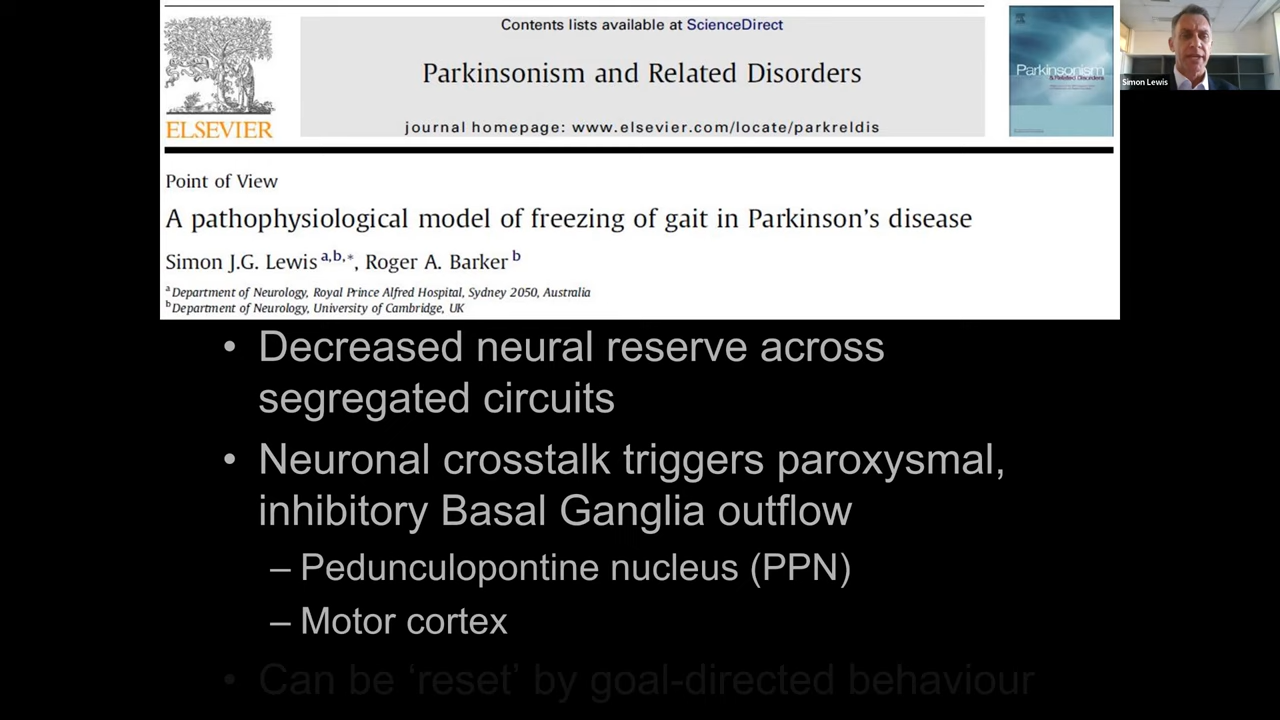 Contents lists available at ScienceDirect
Parkinsonism and Related Disorders
journal homepage: www.elsevier.com/locate/parkreldis
ELSEVIER
Parkinsonism
& Related Disorders
Simon Lewis
Point of View
A pathophysiological model of freezing of gait in Parkinson's disease
Simon J.G. Lewis a,b,*, Roger A. Barker b
a Department of Neurology, Royal Prince Alfred Hospital, Sydney 2050, Australia
b Department of Neurology, University of Cambridge, UK
• Decreased neural reserve across
segregated circuits
• Neuronal crosstalk triggers paroxysmal,
inhibitory Basal Ganglia outflow
– Pedunculopontine nucleus (PPN)
– Motor cortex
• Can be ‘reset’ by goal-directed behaviour